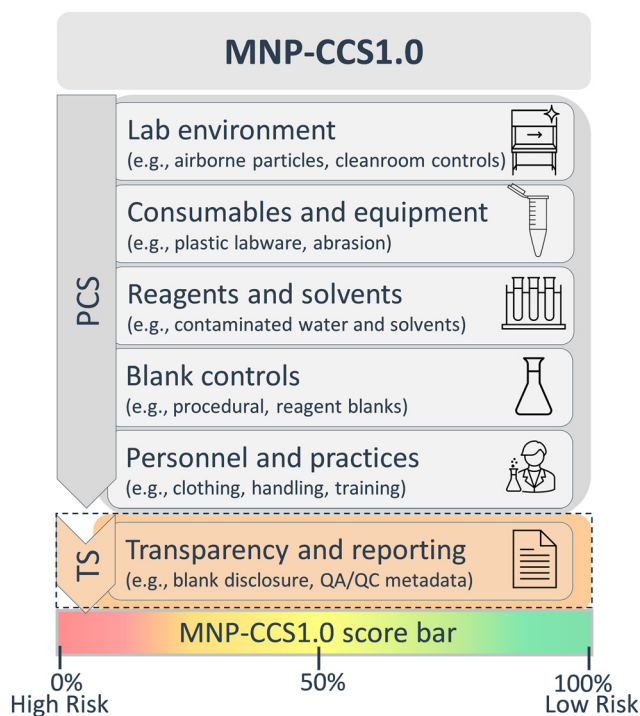 MNP-CCS1.0
PCS
Lab environment
(e.g., airborne particles, cleanroom controls)
Consumables and equipment
(e.g., plastic labware, abrasion)
Reagents and solvents
(e.g., contaminated water and solvents)
Blank controls
(e.g., procedural, reagent blanks)
Personnel and practices
(e.g., clothing, handling, training)
TS
Transparency and reporting
(e.g., blank disclosure, QA/QC metadata)
MNP-CCS1.0 score bar
0% 50% 100%
High Risk Low Risk